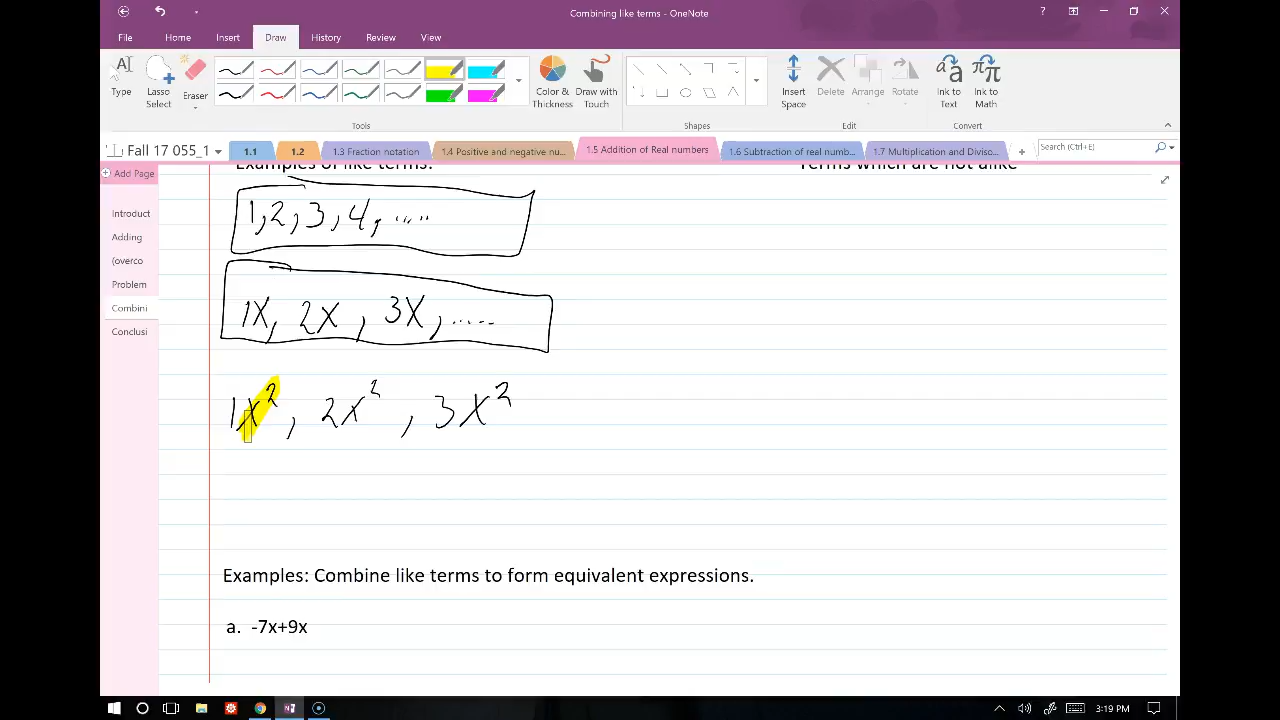 Combining like terms - OneNote
?
File Home Insert Draw History Review View
Type Lasso Select Eraser Color & Thickness Draw with Touch Insert Space Delete Arrange Rotate Ink to Text Ink to Math
Tools Shapes Edit Convert
Fall 17 055_1 1.1 1.2 1.3 Fraction notation 1.4 Positive and negative nu... 1.5 Addition of Real numbers 1.6 Subtraction of real numb... 1.7 Multiplication and Diviso... Search (Ctrl+E)
Add Page
Introduct
Adding
(overco
Problem
Combini
Conclusi
Examples of like terms: Terms which are not alike
1, 2, 3, 4, .....
1x, 2x, 3x, .....
1x², 2x², 3x²
Examples: Combine like terms to form equivalent expressions.
a. -7x+9x
3:19 PM